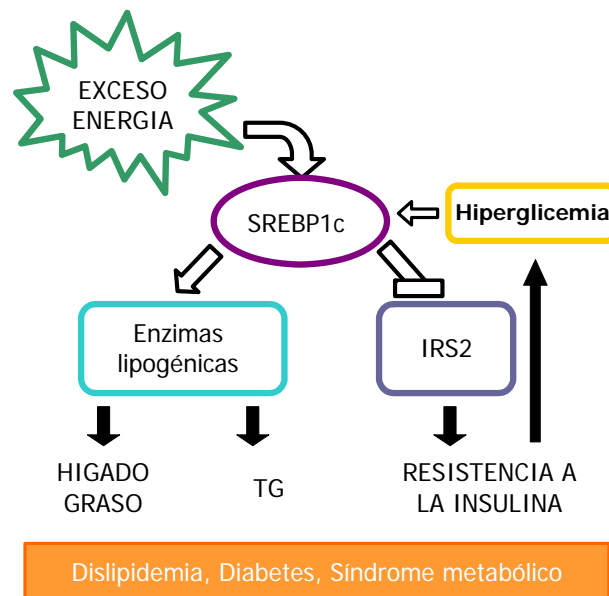 EXCESO
ENERGIA
SREBP1c
Hiperglicemia
Enzimas
lipogénicas
IRS2
HIGADO
GRASO
TG
RESISTENCIA A
LA INSULINA
Dislipidemia, Diabetes, Síndrome metabólico